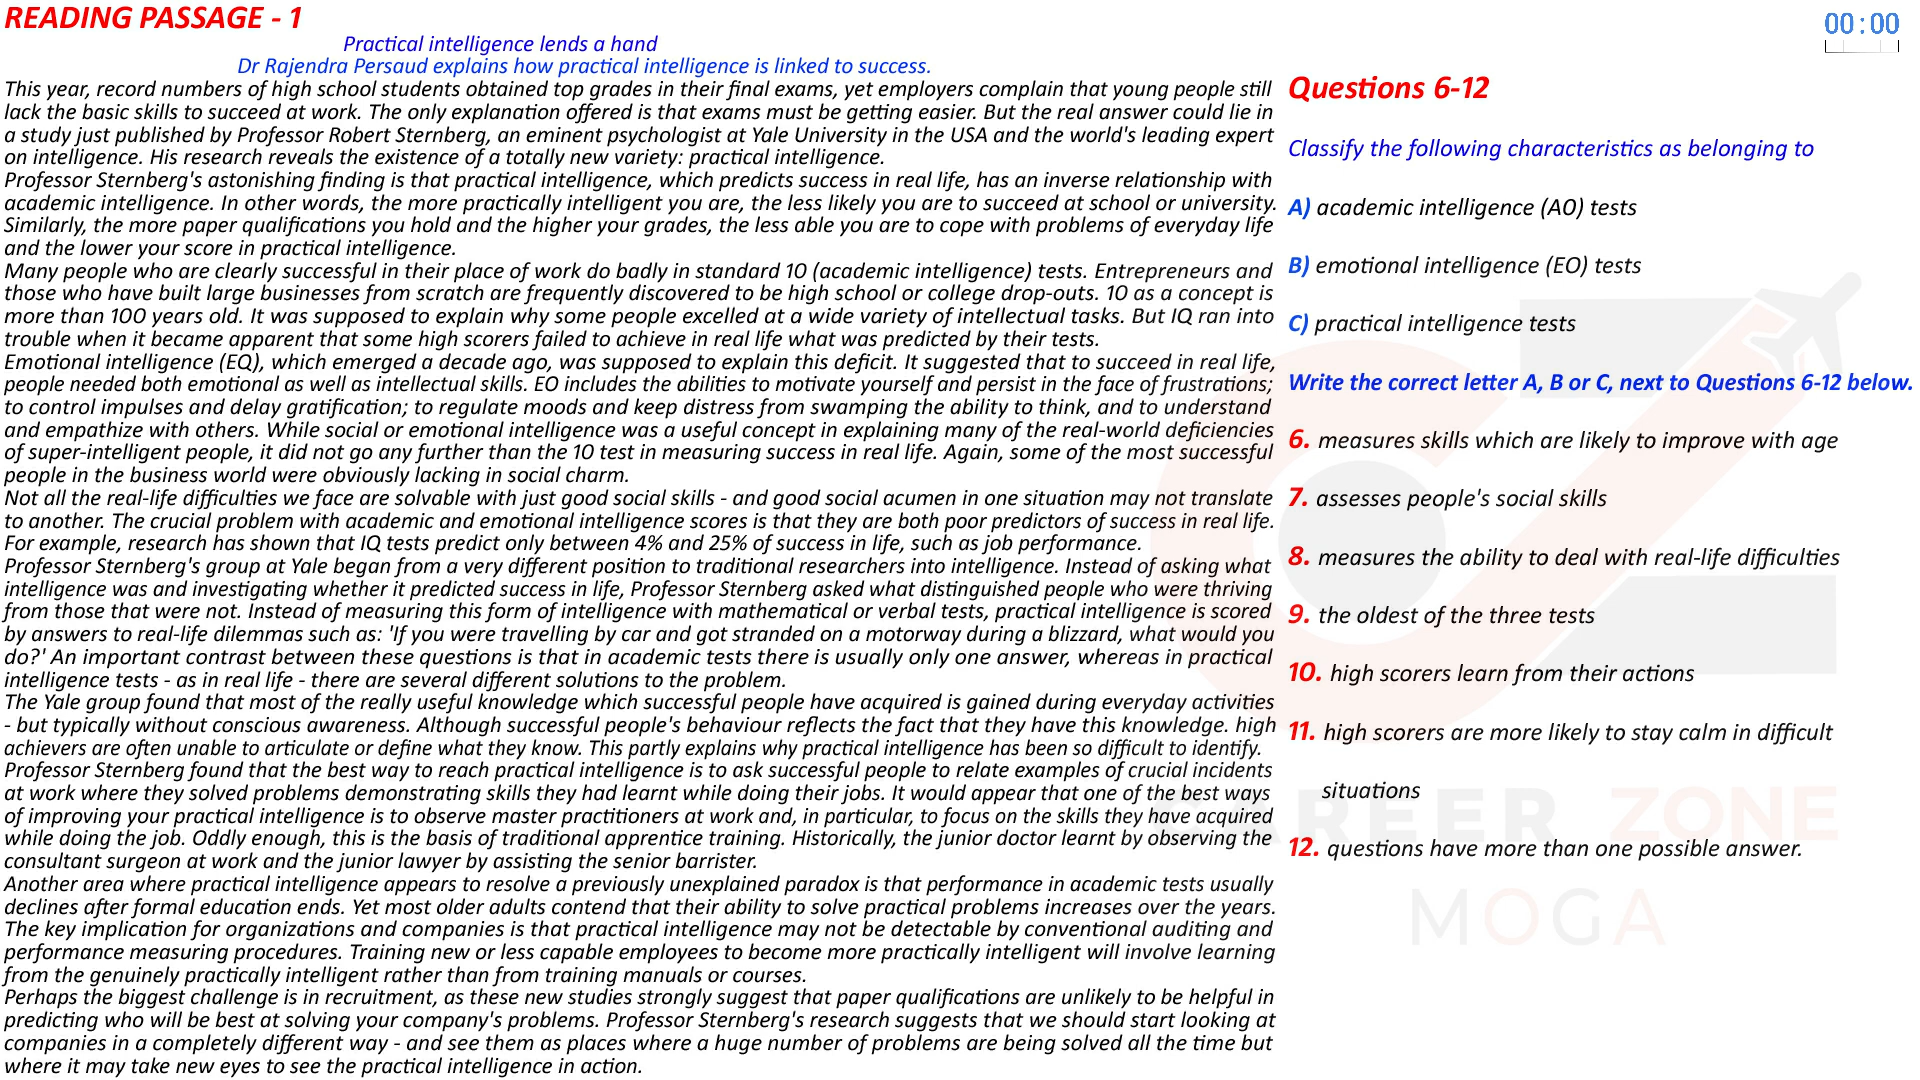 READING PASSAGE - 1
Practical intelligence lends a hand
Dr Rajendra Persaud explains how practical intelligence is linked to success.
This year, record numbers of high school students obtained top grades in their final exams, yet employers complain that young people still
lack the basic skills to succeed at work. The only explanation offered is that exams must be getting easier. But the real answer could lie in
a study just published by Professor Robert Sternberg, an eminent psychologist at Yale University in the USA and the world's leading expert
on intelligence. His research reveals the existence of a totally new variety: practical intelligence.
Professor Sternberg's astonishing finding is that practical intelligence, which predicts success in real life, has an inverse relationship with
academic intelligence. In other words, the more practically intelligent you are, the less likely you are to succeed at school or university.
Similarly, the more paper qualifications you hold and the higher your grades, the less able you are to cope with problems of everyday life
and the lower your score in practical intelligence.
Many people who are clearly successful in their place of work do badly in standard 10 (academic intelligence) tests. Entrepreneurs and
those who have built large businesses from scratch are frequently discovered to be high school or college drop-outs. 10 as a concept is
more than 100 years old. It was supposed to explain why some people excelled at a wide variety of intellectual tasks. But IQ ran into
trouble when it became apparent that some high scorers failed to achieve in real life what was predicted by their tests.
Emotional intelligence (EQ), which emerged a decade ago, was supposed to explain this deficit. It suggested that to succeed in real life,
people needed both emotional as well as intellectual skills. EO includes the abilities to motivate yourself and persist in the face of frustrations;
to control impulses and delay gratification; to regulate moods and keep distress from swamping the ability to think, and to understand
and empathize with others. While social or emotional intelligence was a useful concept in explaining many of the real-world deficiencies
of super-intelligent people, it did not go any further than the 10 test in measuring success in real life. Again, some of the most successful
people in the business world were obviously lacking in social charm.
Not all the real-life difficulties we face are solvable with just good social skills - and good social acumen in one situation may not translate
to another. The crucial problem with academic and emotional intelligence scores is that they are both poor predictors of success in real life.
For example, research has shown that IQ tests predict only between 4% and 25% of success in life, such as job performance.
Professor Sternberg's group at Yale began from a very different position to traditional researchers into intelligence. Instead of asking what
intelligence was and investigating whether it predicted success in life, Professor Sternberg asked what distinguished people who were thriving
from those that were not. Instead of measuring this form of intelligence with mathematical or verbal tests, practical intelligence is scored
by answers to real-life dilemmas such as: 'If you were travelling by car and got stranded on a motorway during a blizzard, what would you
do?' An important contrast between these questions is that in academic tests there is usually only one answer, whereas in practical
intelligence tests - as in real life - there are several different solutions to the problem.
The Yale group found that most of the really useful knowledge which successful people have acquired is gained during everyday activities
- but typically without conscious awareness. Although successful people's behaviour reflects the fact that they have this knowledge. high
achievers are often unable to articulate or define what they know. This partly explains why practical intelligence has been so difficult to identify.
Professor Sternberg found that the best way to reach practical intelligence is to ask successful people to relate examples of crucial incidents
at work where they solved problems demonstrating skills they had learnt while doing their jobs. It would appear that one of the best ways
of improving your practical intelligence is to observe master practitioners at work and, in particular, to focus on the skills they have acquired
while doing the job. Oddly enough, this is the basis of traditional apprentice training. Historically, the junior doctor learnt by observing the
consultant surgeon at work and the junior lawyer by assisting the senior barrister.
Another area where practical intelligence appears to resolve a previously unexplained paradox is that performance in academic tests usually
declines after formal education ends. Yet most older adults contend that their ability to solve practical problems increases over the years.
The key implication for organizations and companies is that practical intelligence may not be detectable by conventional auditing and
performance measuring procedures. Training new or less capable employees to become more practically intelligent will involve learning
from the genuinely practically intelligent rather than from training manuals or courses.
Perhaps the biggest challenge is in recruitment, as these new studies strongly suggest that paper qualifications are unlikely to be helpful in
predicting who will be best at solving your company's problems. Professor Sternberg's research suggests that we should start looking at
companies in a completely different way - and see them as places where a huge number of problems are being solved all the time but
where it may take new eyes to see the practical intelligence in action.
00:00
Questions 6-12
Classify the following characteristics as belonging to
A) academic intelligence (A0) tests
B) emotional intelligence (EO) tests
C) practical intelligence tests
Write the correct letter A, B or C, next to Questions 6-12 below.
6. measures skills which are likely to improve with age
7. assesses people's social skills
8. measures the ability to deal with real-life difficulties
9. the oldest of the three tests
10. high scorers learn from their actions
11. high scorers are more likely to stay calm in difficult
situations
12. questions have more than one possible answer.
CAREER ZONE
MOGA